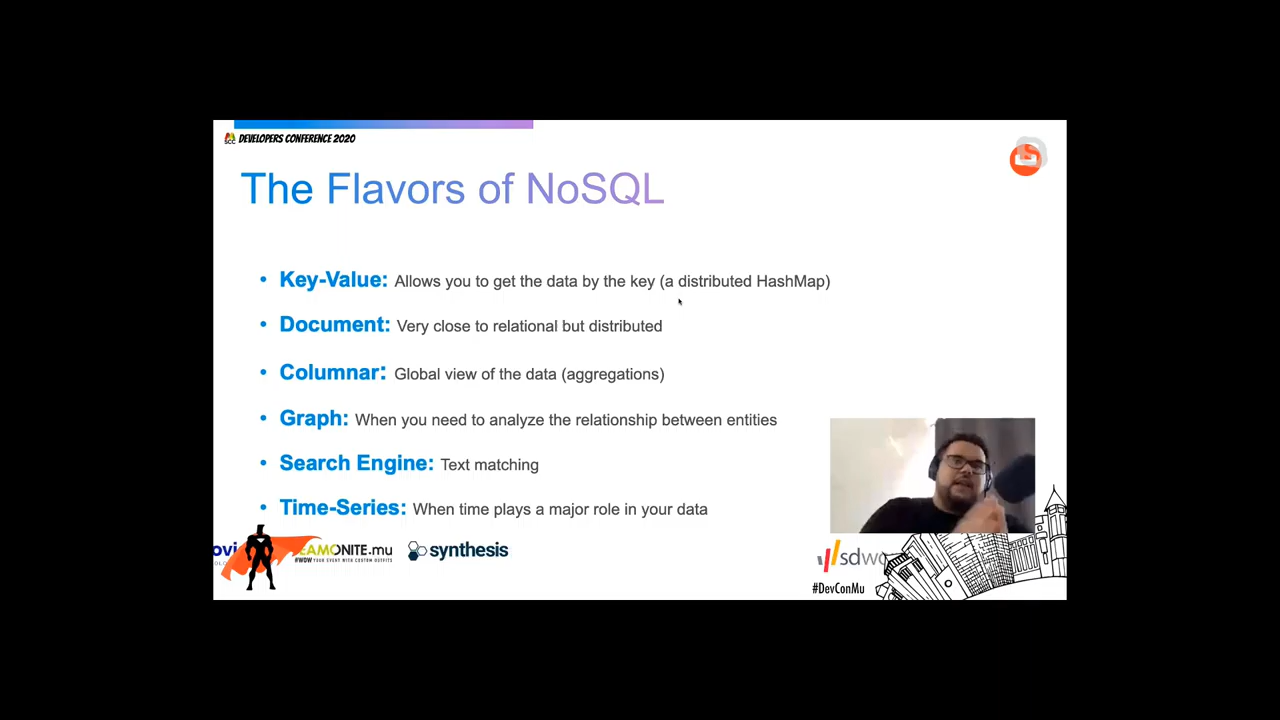 SCC DEVELOPERS CONFERENCE 2020
The Flavors of NoSQL
• Key-Value: Allows you to get the data by the key (a distributed HashMap)
• Document: Very close to relational but distributed
• Columnar: Global view of the data (aggregations)
• Graph: When you need to analyze the relationship between entities
• Search Engine: Text matching
• Time-Series: When time plays a major role in your data
EAMONITE.mu
#WOW YOUR EVENT WITH CUSTOM OUTFITS
synthesis
sdwo
#DevConMu